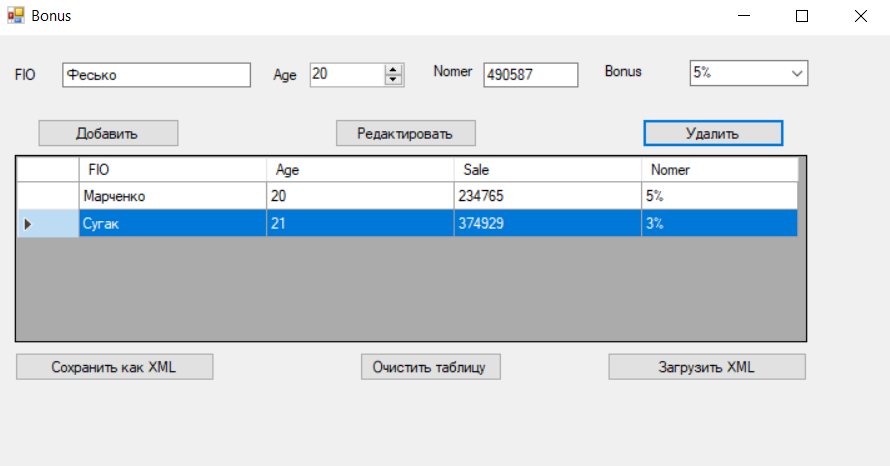 Bonus
FIO Фесько Age 20 Nomer 490587 Bonus 5%
Добавить Редактировать Удалить
FIO Age Sale Nomer
Марченко 20 234765 5%
Сугак 21 374929 3%
Сохранить как XML Очистить таблицу Загрузить XML